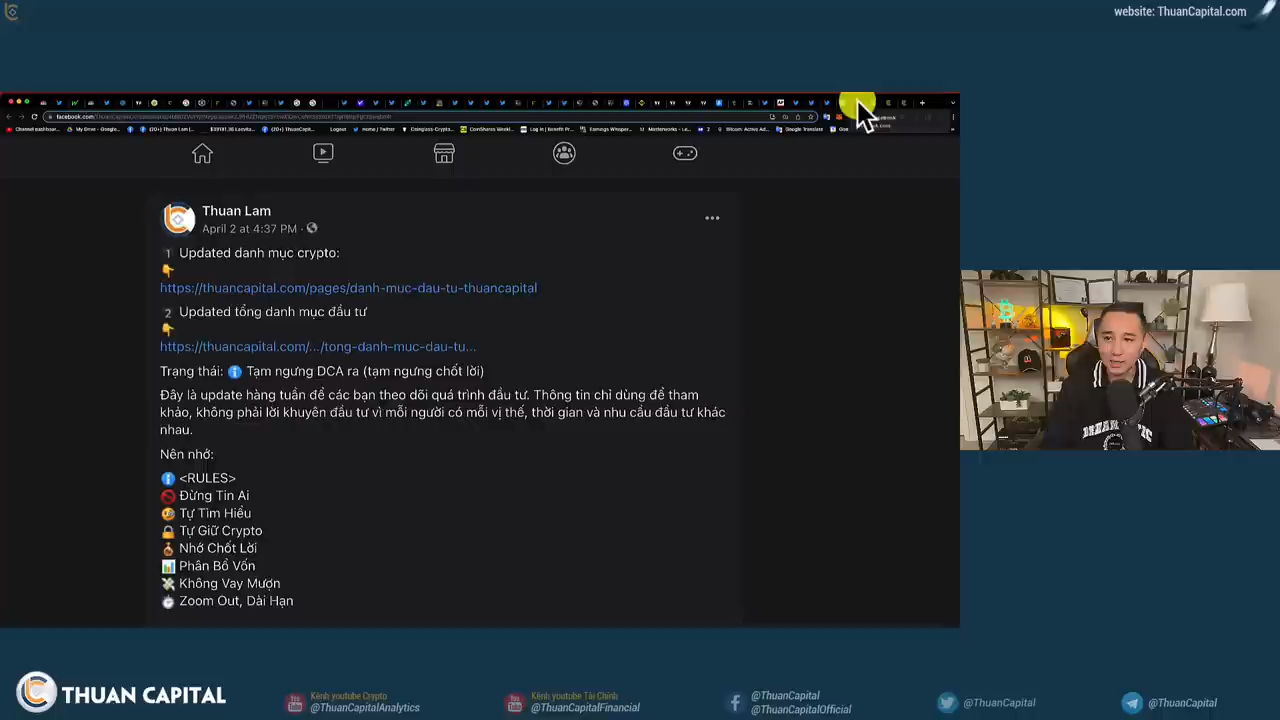 website: ThuanCapital.com
facebook.com
Thuan Lam
April 2 at 4:37 PM ·
1 Updated danh mục crypto:
https://thuancapital.com/pages/danh-muc-dau-tu-thuancapital
2 Updated tổng danh mục đầu tư
https://thuancapital.com/.../tong-danh-muc-dau-tu...
Trạng thái: Tạm ngưng DCA ra (tạm ngưng chốt lời)
Đây là update hàng tuần để các bạn theo dõi quá trình đầu tư. Thông tin chỉ dùng để tham
khảo, không phải lời khuyên đầu tư vì mỗi người có mỗi vị thế, thời gian và nhu cầu đầu tư khác
nhau.
Nên nhớ:
<RULES>
Đừng Tin Ai
Tự Tìm Hiểu
Tự Giữ Crypto
Nhớ Chốt Lời
Phân Bổ Vốn
Không Vay Mượn
Zoom Out, Dài Hạn
THUAN CAPITAL
Kênh youtube Crypto
@ThuanCapitalAnalytics
Kênh youtube Tài Chính
@ThuanCapitalFinancial
@ThuanCapital
@ThuanCapitalOfficial
@ThuanCapital
@ThuanCapital